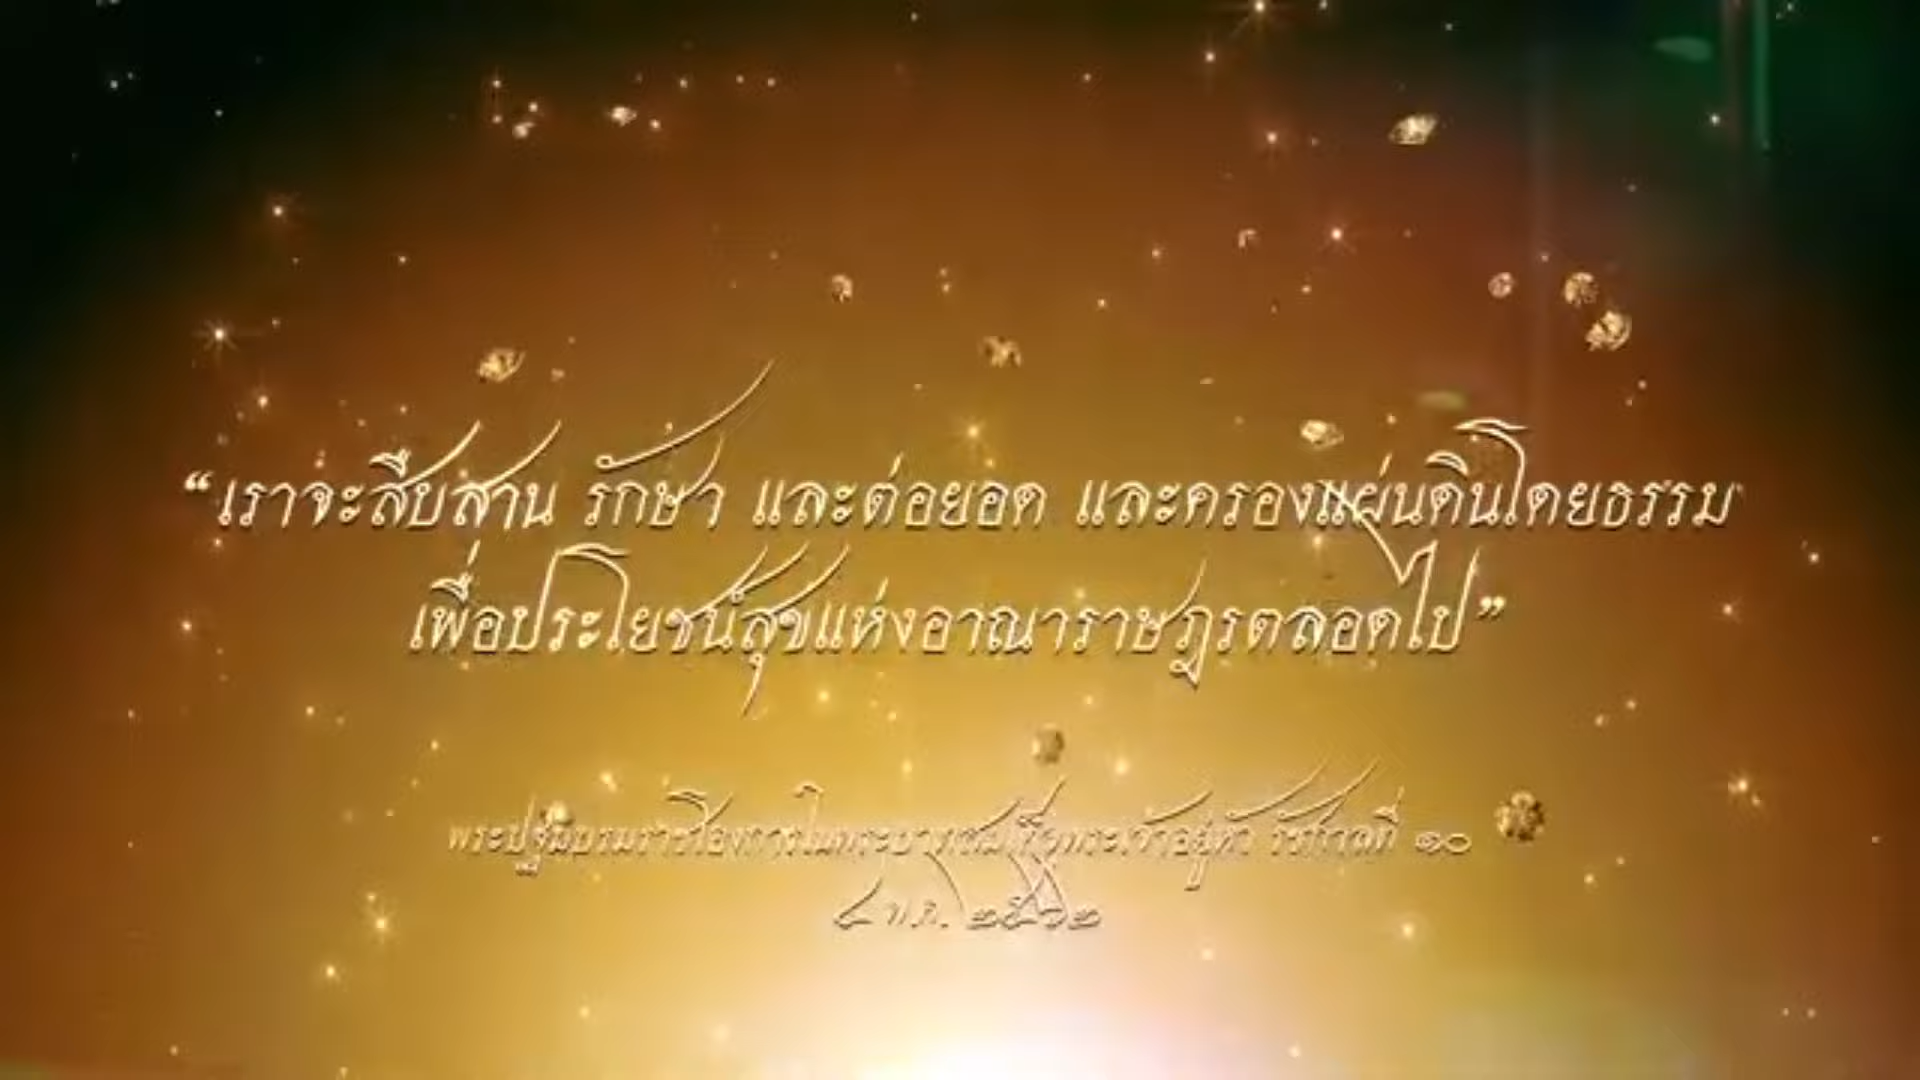 “เราจะสืบสาน รักษา และต่อยอด และครองแผ่นดินโดยธรรม
เพื่อประโยชน์สุขแห่งอาณาราษฎรตลอดไป”
พระปฐมบรมราชโองการในพระบาทสมเด็จพระเจ้าอยู่หัว รัชกาลที่ ๑๐
๔ พ.ค. ๒๕๖๒